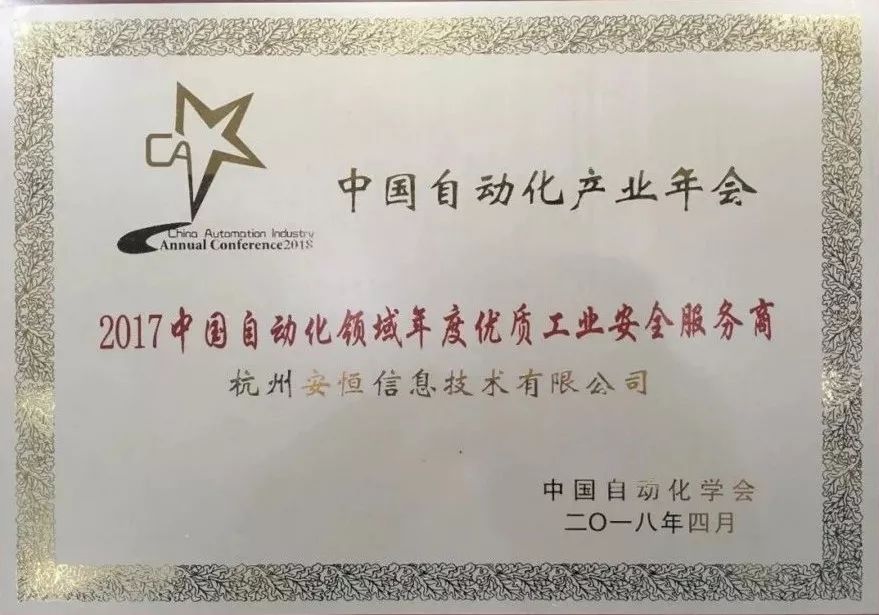 CA
中国自动化产业年会
China Automation Industry
Annual Conference2018
2017中国自动化领域年度优质工业安全服务商
杭州安恒信息技术有限公司
中国自动化学会
二〇一八年四月